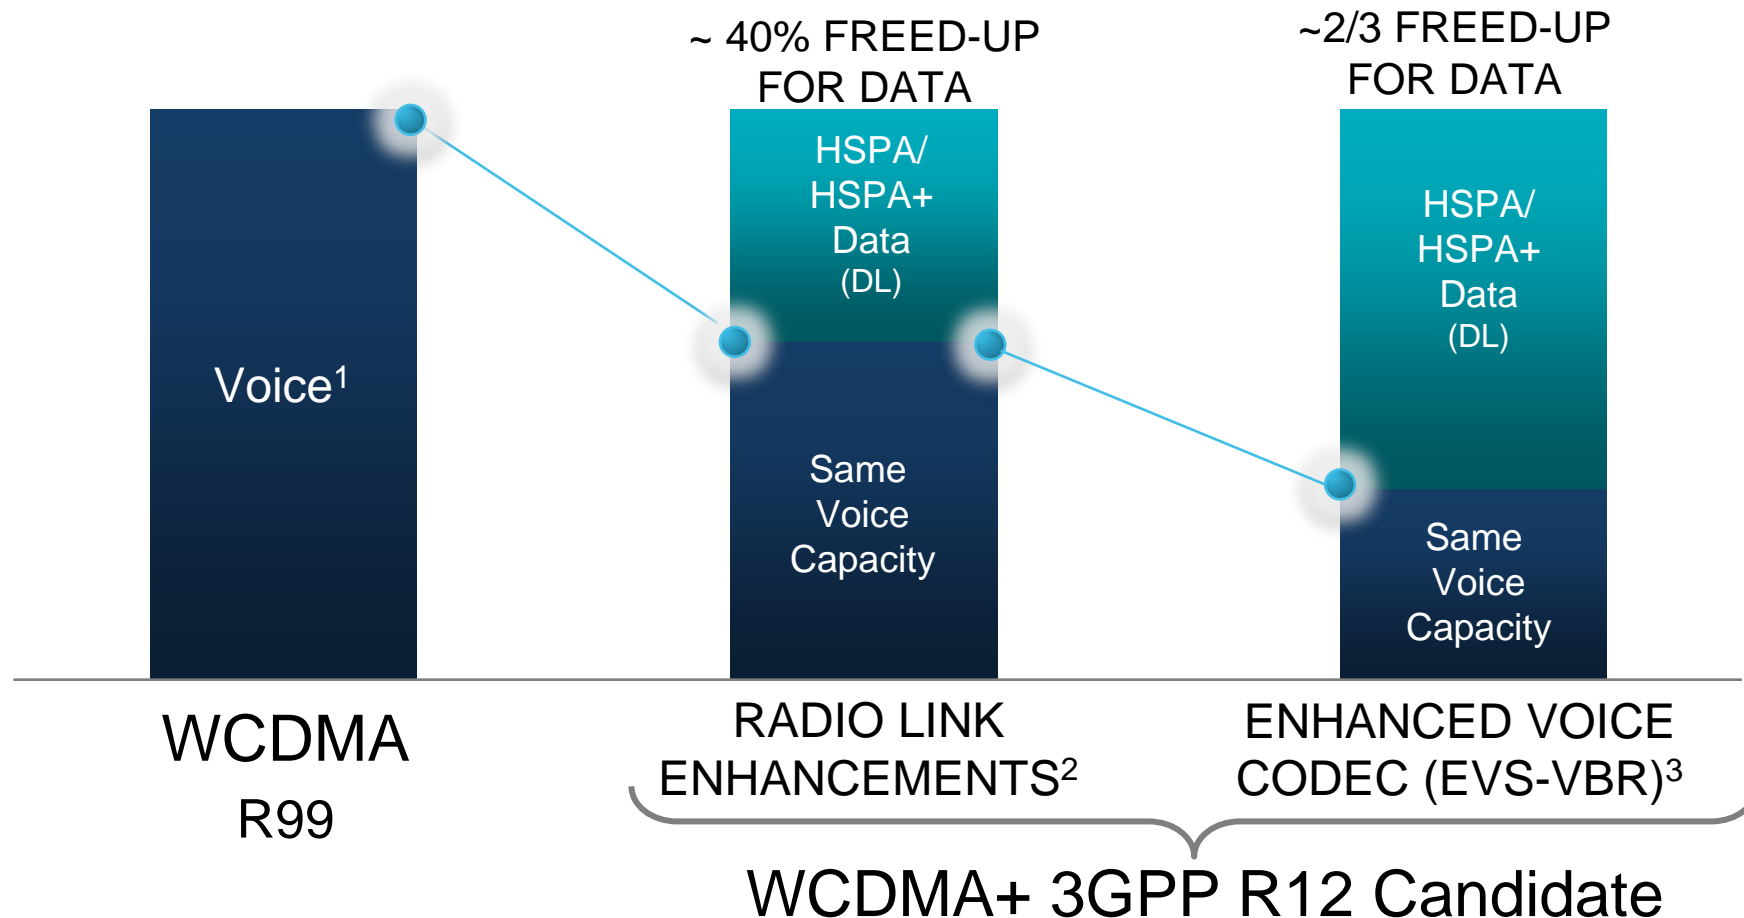 ~ 40% FREED-UP
FOR DATA
~2/3 FREED-UP
FOR DATA
Voice¹
HSPA/
HSPA+
Data
(DL)
Same
Voice
Capacity
HSPA/
HSPA+
Data
(DL)
Same
Voice
Capacity
WCDMA
R99
RADIO LINK
ENHANCEMENTS²
ENHANCED VOICE
CODEC (EVS-VBR)³
WCDMA+ 3GPP R12 Candidate